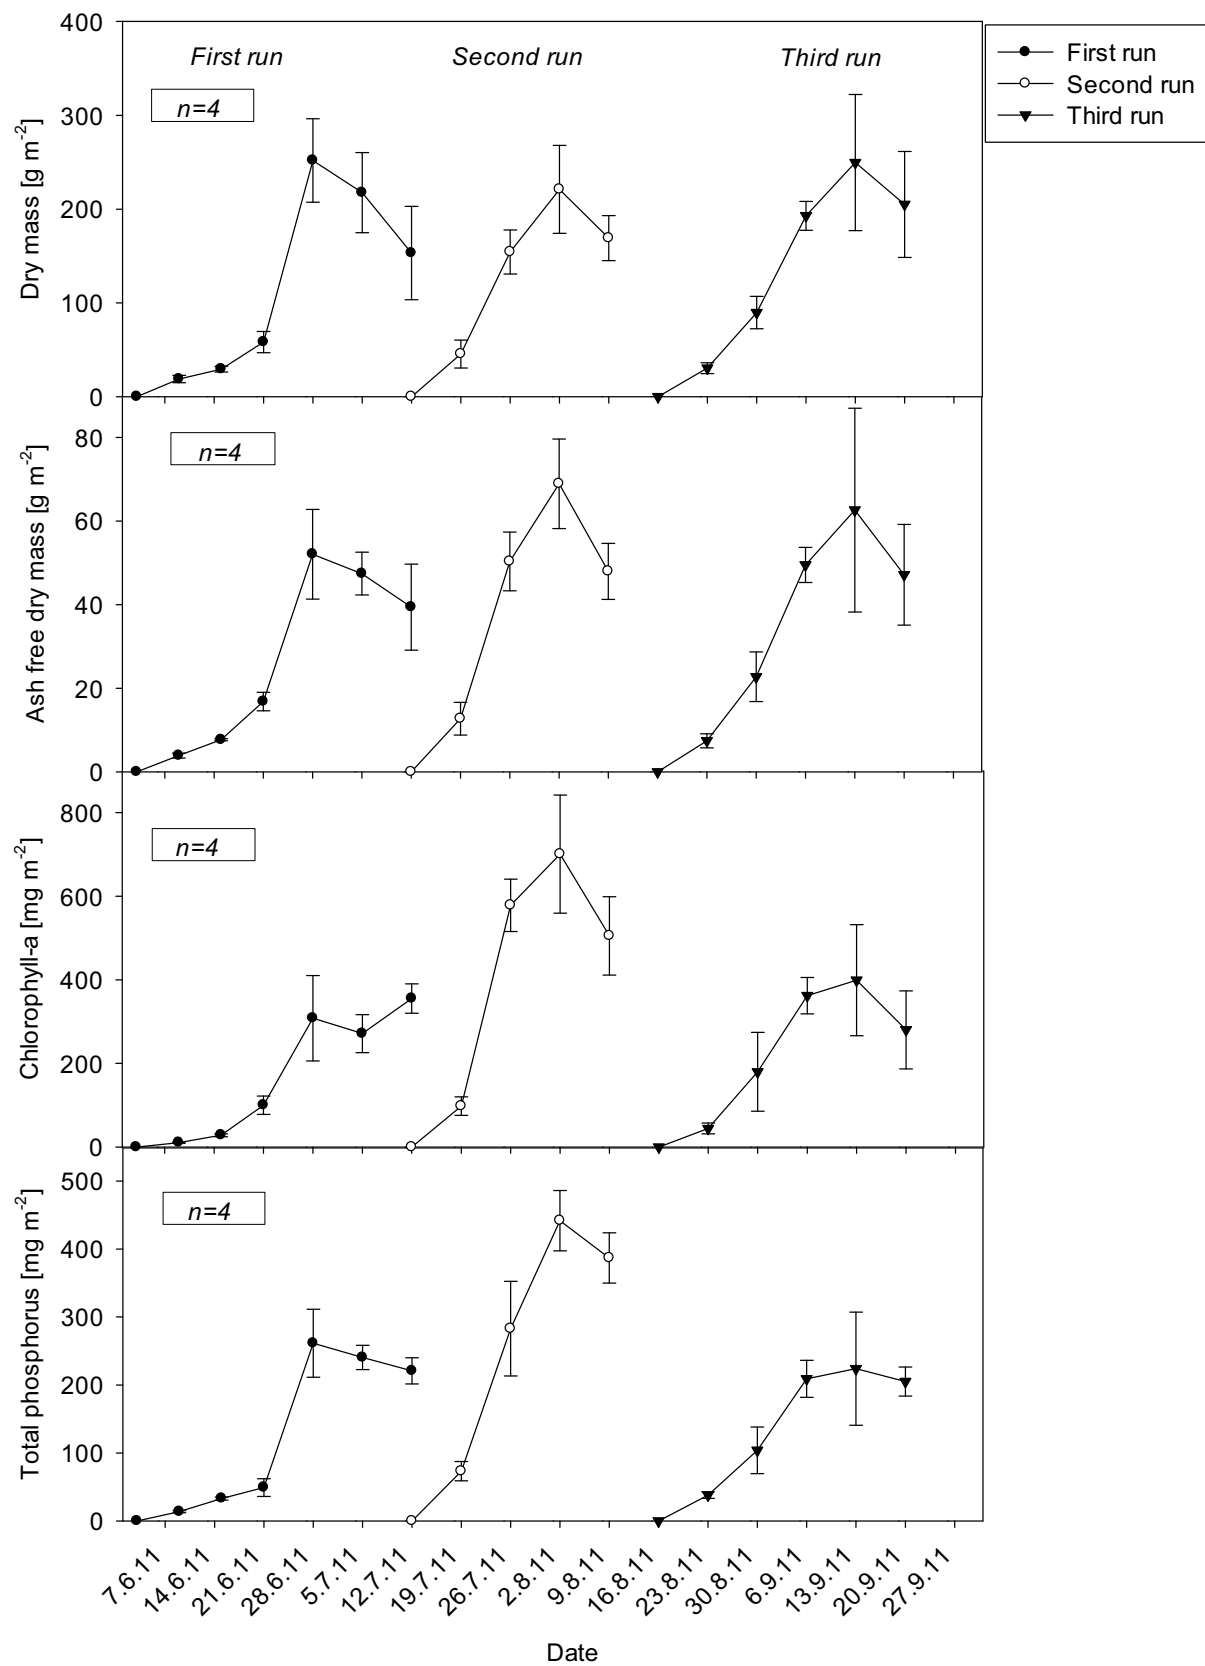 First run
Second run
Third run
First run
Second run
Third run
n=4
Dry mass [g m-2]
400
300
200
100
0
n=4
Ash free dry mass [g m-2]
80
60
40
20
0
n=4
Chlorophyll-a [mg m-2]
800
600
400
200
0
n=4
Total phosphorus [mg m-2]
500
400
300
200
100
0
7.6.11
14.6.11
21.6.11
28.6.11
5.7.11
12.7.11
19.7.11
26.7.11
2.8.11
9.8.11
16.8.11
23.8.11
30.8.11
6.9.11
13.9.11
20.9.11
27.9.11
Date